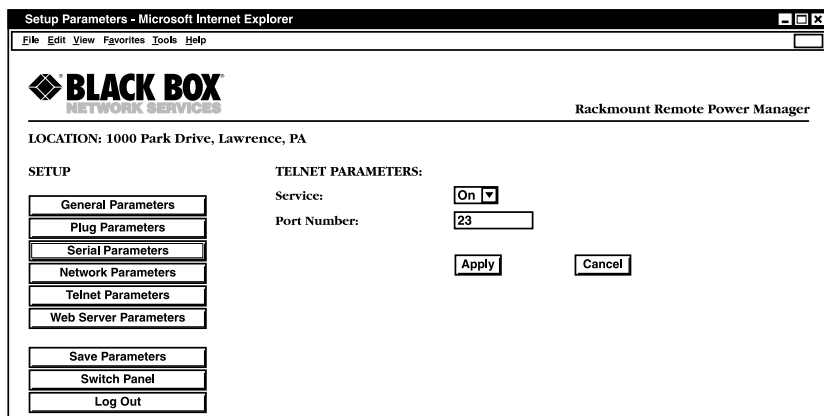 Setup Parameters - Microsoft Internet Explorer
File Edit View Favorites Tools Help
BLACK BOX®
NETWORK SERVICES
Rackmount Remote Power Manager
LOCATION: 1000 Park Drive, Lawrence, PA
SETUP
General Parameters
Plug Parameters
Serial Parameters
Network Parameters
Telnet Parameters
Web Server Parameters
Save Parameters
Switch Panel
Log Out
TELNET PARAMETERS:
Service: On
Port Number: 23
Apply Cancel